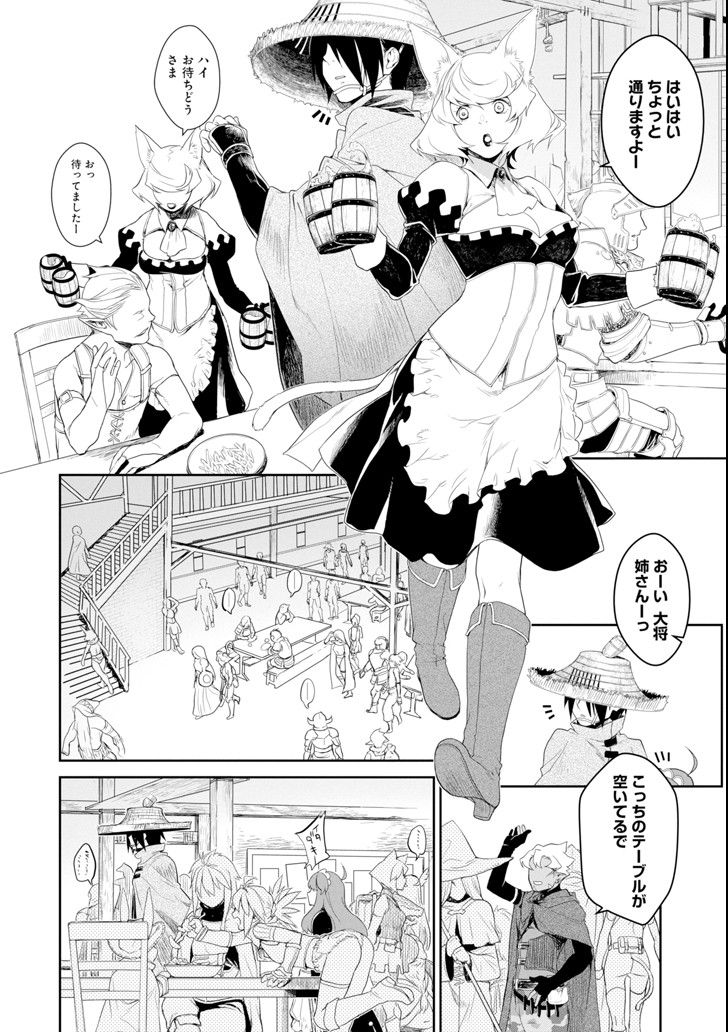 はいはい
ちょっと
通りますよー
ハイ
お待ちどう
さま
おっ
待ってましたー
おーい 大将
姉さんーっ
こっちのテーブルが
空いてるで